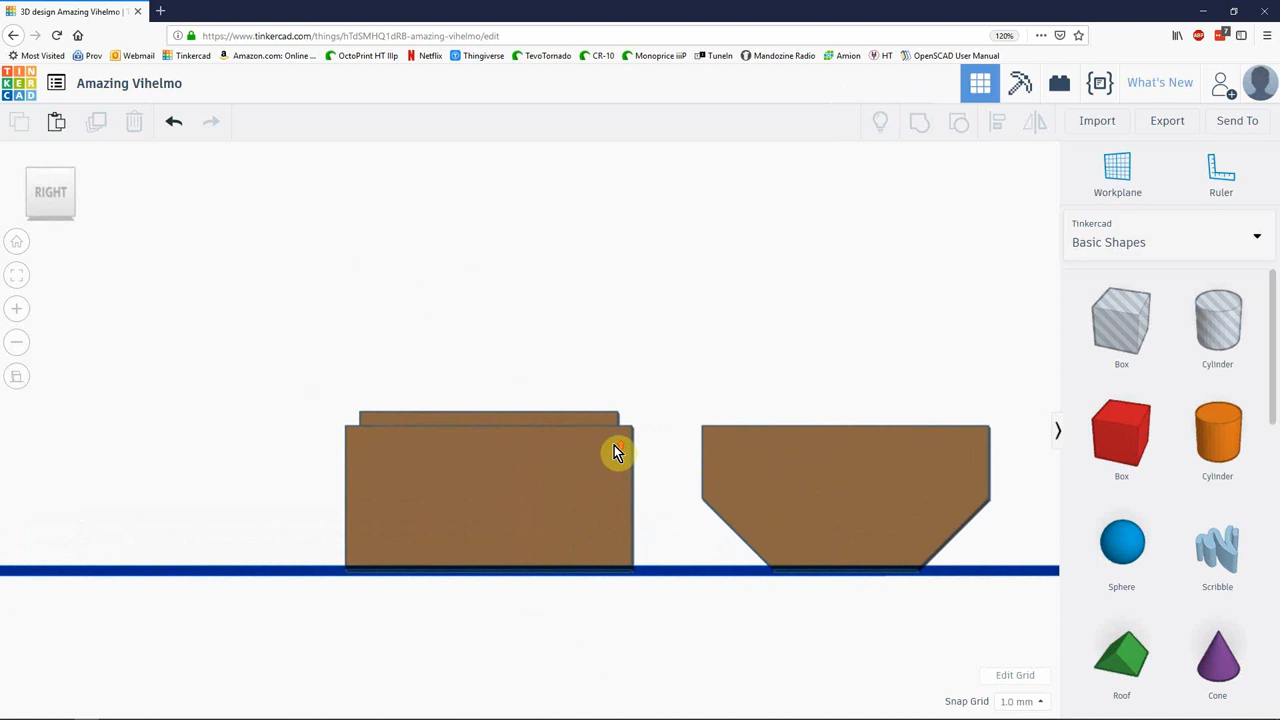 3D design Amazing Vihelmo | T
https://www.tinkercad.com/things/hTdSMHQ1dRB-amazing-vihelmo/edit
120%
7
Most Visited
Prov
Webmail
Tinkercad
Amazon.com: Online ...
OctoPrint HT IIIp
Netflix
Thingiverse
TevoTornado
CR-10
Monoprice iiiP
TuneIn
Mandozine Radio
Amion
HT
OpenSCAD User Manual
TIN
KER
CAD
Amazing Vihelmo
What's New
Import
Export
Send To
RIGHT
Workplane
Ruler
Tinkercad
Basic Shapes
Box
Cylinder
Box
Cylinder
Sphere
Scribble
Roof
Cone
Edit Grid
Snap Grid
1.0 mm